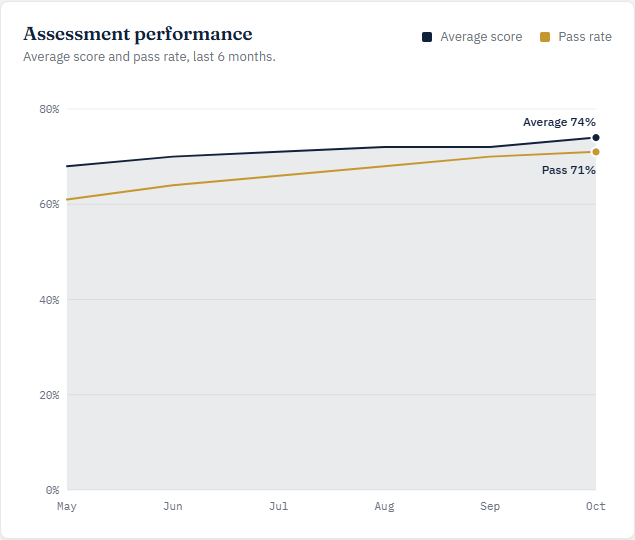 Assessment performance
Average score and pass rate, last 6 months.
Average score
Pass rate
80%
60%
40%
20%
0%
Average 74%
Pass 71%
May Jun Jul Aug Sep Oct